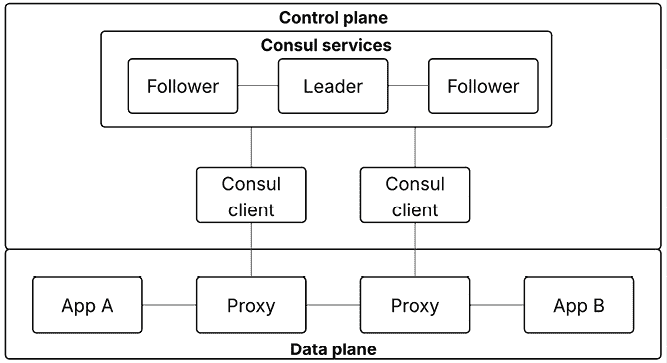 Control plane
Consul services
Follower
Leader
Follower
Consul
client
Consul
client
App A
Proxy
Proxy
App B
Data plane